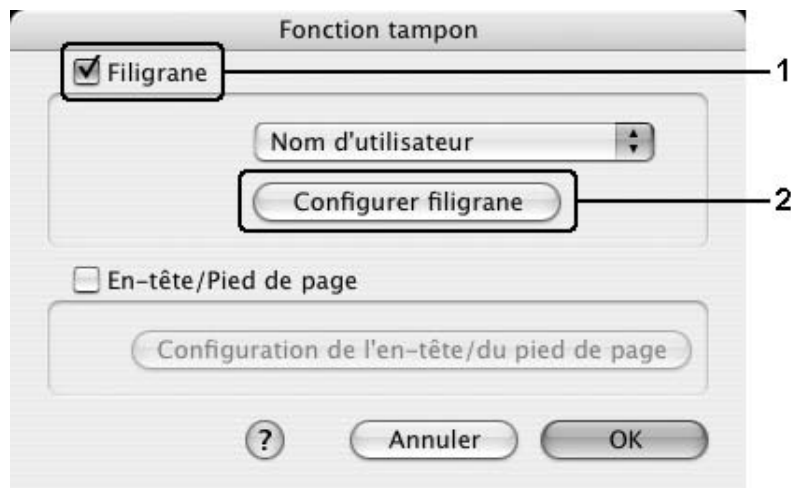 Fonction tampon
Filigrane
1
Nom d'utilisateur
Configurer filigrane
2
En-tête/Pied de page
Configuration de l'en-tête/du pied de page
?
Annuler
OK